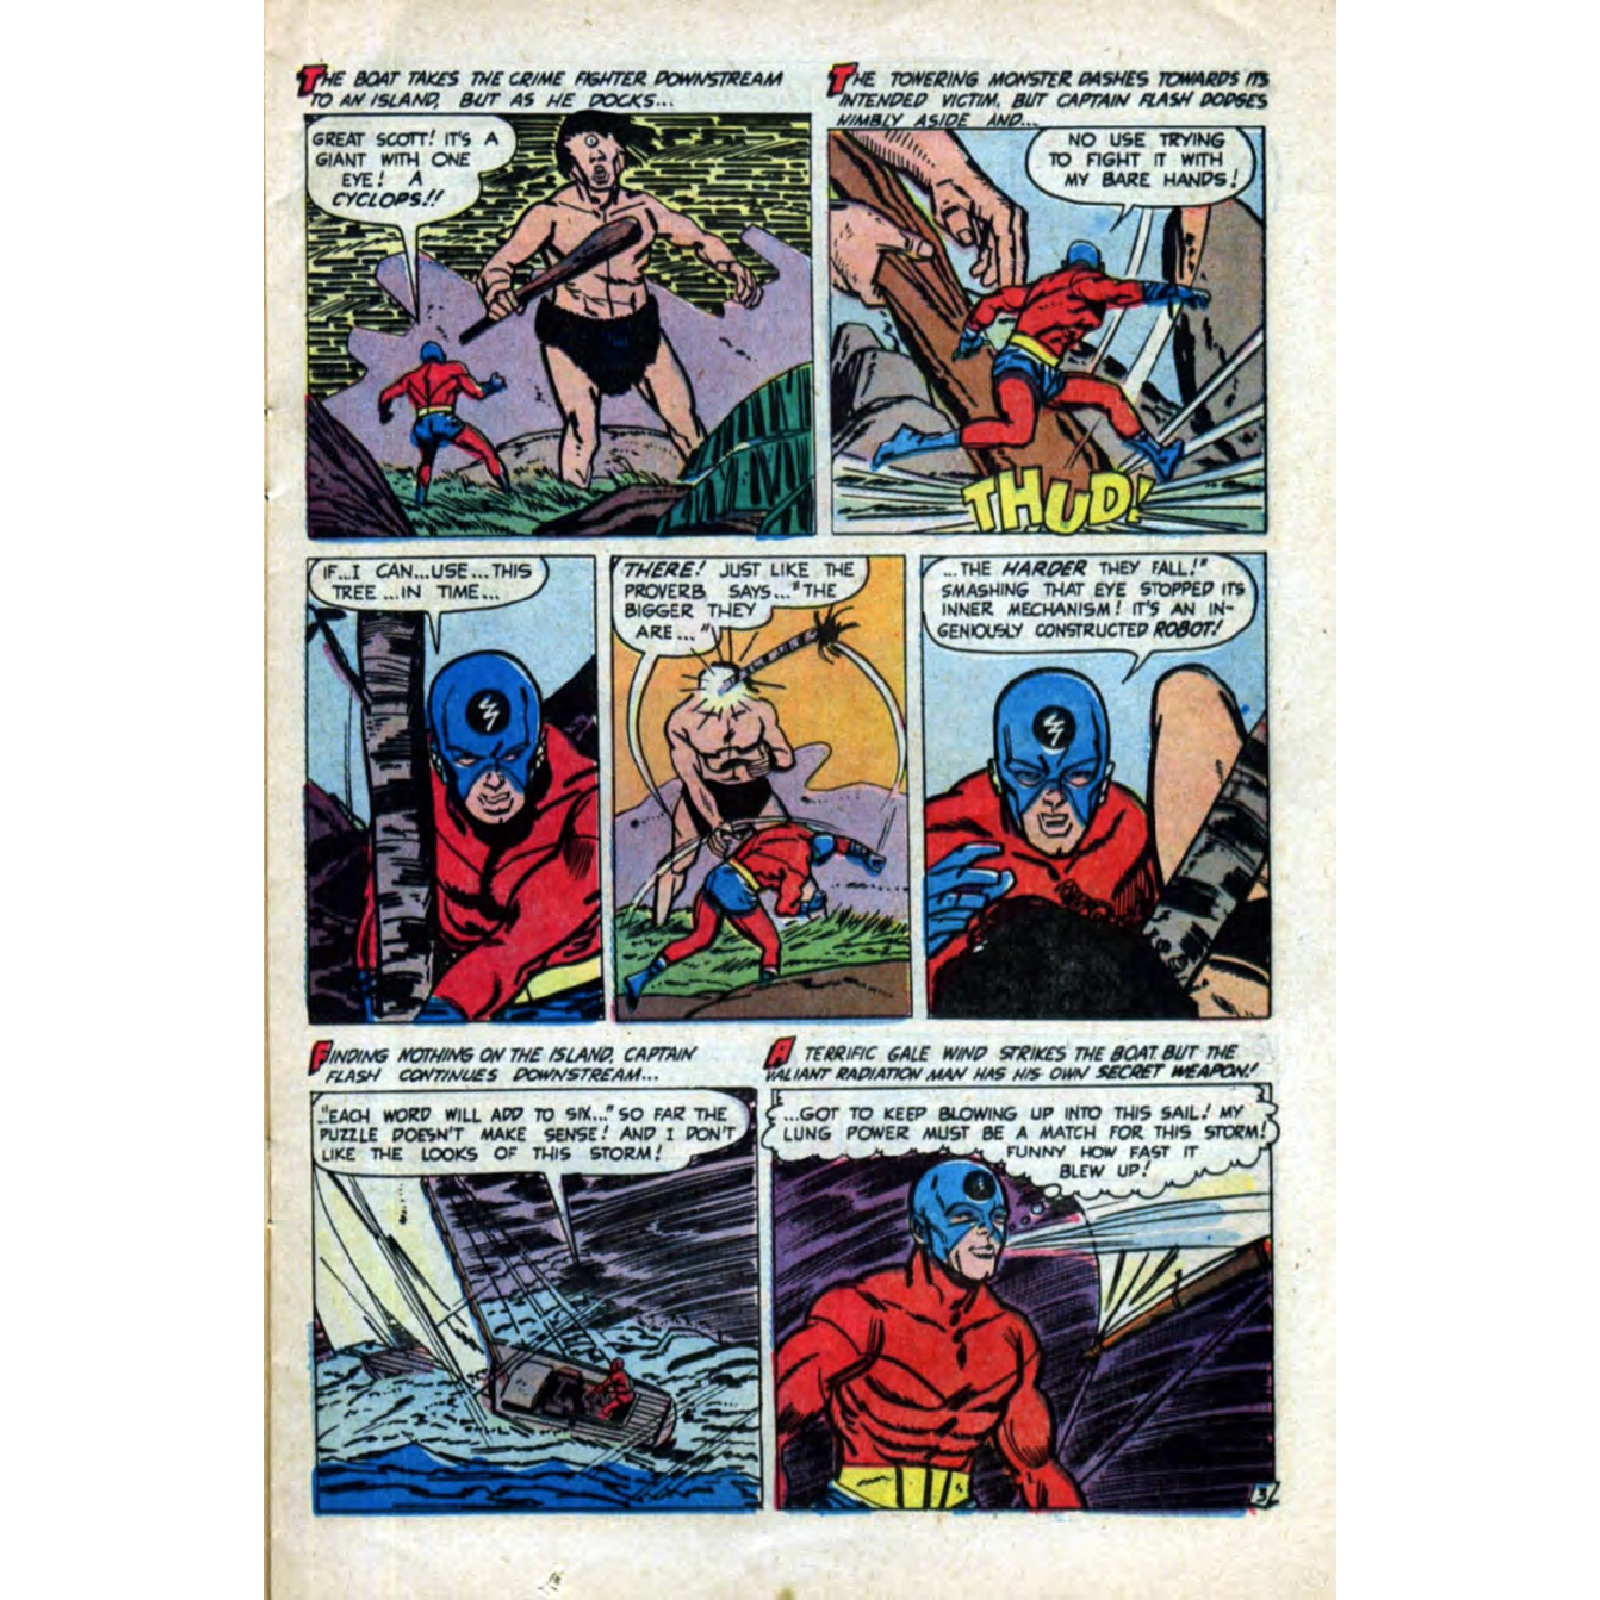 THE BOAT TAKES THE CRIME FIGHTER DOWNSTREAM
TO AN ISLAND, BUT AS HE DOCKS...
GREAT SCOTT! IT'S A
GIANT WITH ONE
EYE! A
CYCLOPS!!
THE TOWERING MONSTER DASHES TOWARDS ITS
INTENDED VICTIM, BUT CAPTAIN FLASH DODGES
NIMBLY ASIDE AND...
NO USE TRYING
TO FIGHT IT WITH
MY BARE HANDS!
THUD!
IF...I CAN...USE...THIS
TREE...IN TIME...
THERE! JUST LIKE THE
PROVERB SAYS..."THE
BIGGER THEY
ARE..."
...THE HARDER THEY FALL!"
SMASHING THAT EYE STOPPED ITS
INNER MECHANISM! IT'S AN IN-
GENIOUSLY CONSTRUCTED ROBOT!
FINDING NOTHING ON THE ISLAND, CAPTAIN
FLASH CONTINUES DOWNSTREAM...
"EACH WORD WILL ADD TO SIX..." SO FAR THE
PUZZLE DOESN'T MAKE SENSE! AND I DON'T
LIKE THE LOOKS OF THIS STORM!
A TERRIFIC GALE WIND STRIKES THE BOAT BUT THE
VALIANT RADIATION MAN HAS HIS OWN SECRET WEAPON!
...GOT TO KEEP BLOWING UP INTO THIS SAIL! MY
LUNG POWER MUST BE A MATCH FOR THIS STORM!
FUNNY HOW FAST IT
BLEW UP!
3